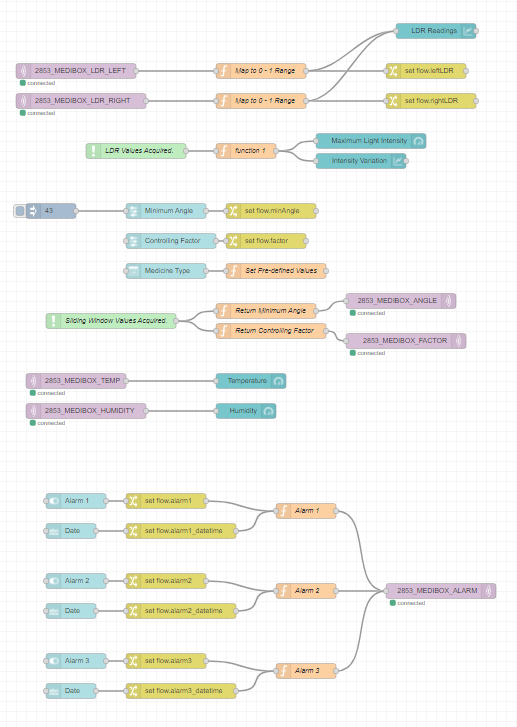 LDR Readings
2853_MEDIBOX_LDR_LEFT
Map to 0 - 1 Range
set flow.leftLDR
connected
2853_MEDIBOX_LDR_RIGHT
Map to 0 - 1 Range
set flow.rightLDR
connected
Maximum Light Intensity
LDR Values Acquired.
function 1
Intensity Variation
43
Minimum Angle
set flow.minAngle
Controlling Factor
set flow.factor
Medicine Type
Set Pre-defined Values
2853_MEDIBOX_ANGLE
Return Minimum Angle
connected
Sliding Window Values Acquired.
Return Controlling Factor
2853_MEDIBOX_FACTOR
connected
2853_MEDIBOX_TEMP
Temperature
connected
2853_MEDIBOX_HUMIDITY
Humidity
connected
Alarm 1
set flow.alarm1
Alarm 1
Date
set flow.alarm1_datetime
Alarm 2
set flow.alarm2
Alarm 2
2853_MEDIBOX_ALARM
connected
Date
set flow.alarm2_datetime
Alarm 3
set flow.alarm3
Alarm 3
Date
set flow.alarm3_datetime